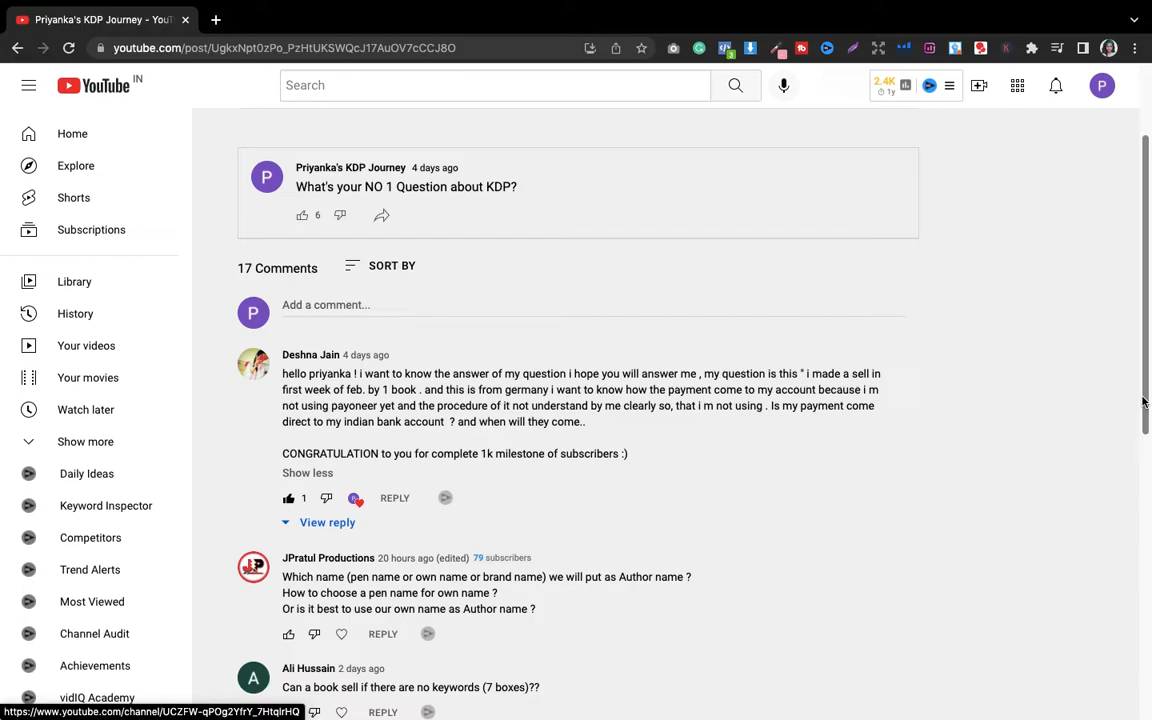 Priyanka's KDP Journey - YouT
youtube.com/post/UgkxNpt0zPo_PzHtUKSWQcJ17AuOV7cCCJ8O
YouTube IN
Search
2.4K
1y
P
Home
Explore
Shorts
Subscriptions
Library
History
Your videos
Your movies
Watch later
Show more
Daily Ideas
Keyword Inspector
Competitors
Trend Alerts
Most Viewed
Channel Audit
Achievements
vidIQ Academy
P
Priyanka's KDP Journey 4 days ago
What's your NO 1 Question about KDP?
6
17 Comments SORT BY
P
Add a comment...
Deshna Jain 4 days ago
hello priyanka ! i want to know the answer of my question i hope you will answer me , my question is this " i made a sell in
first week of feb. by 1 book . and this is from germany i want to know how the payment come to my account because i m
not using payoneer yet and the procedure of it not understand by me clearly so, that i m not using . Is my payment come
direct to my indian bank account ? and when will they come..
CONGRATULATION to you for complete 1k milestone of subscribers :)
Show less
1 REPLY
View reply
JPratul Productions 20 hours ago (edited) 79 subscribers
Which name (pen name or own name or brand name) we will put as Author name ?
How to choose a pen name for own name ?
Or is it best to use our own name as Author name ?
REPLY
A
Ali Hussain 2 days ago
Can a book sell if there are no keywords (7 boxes)??
REPLY
https://www.youtube.com/channel/UCZFW-qPOg2YfrY_7HtqlrHQ